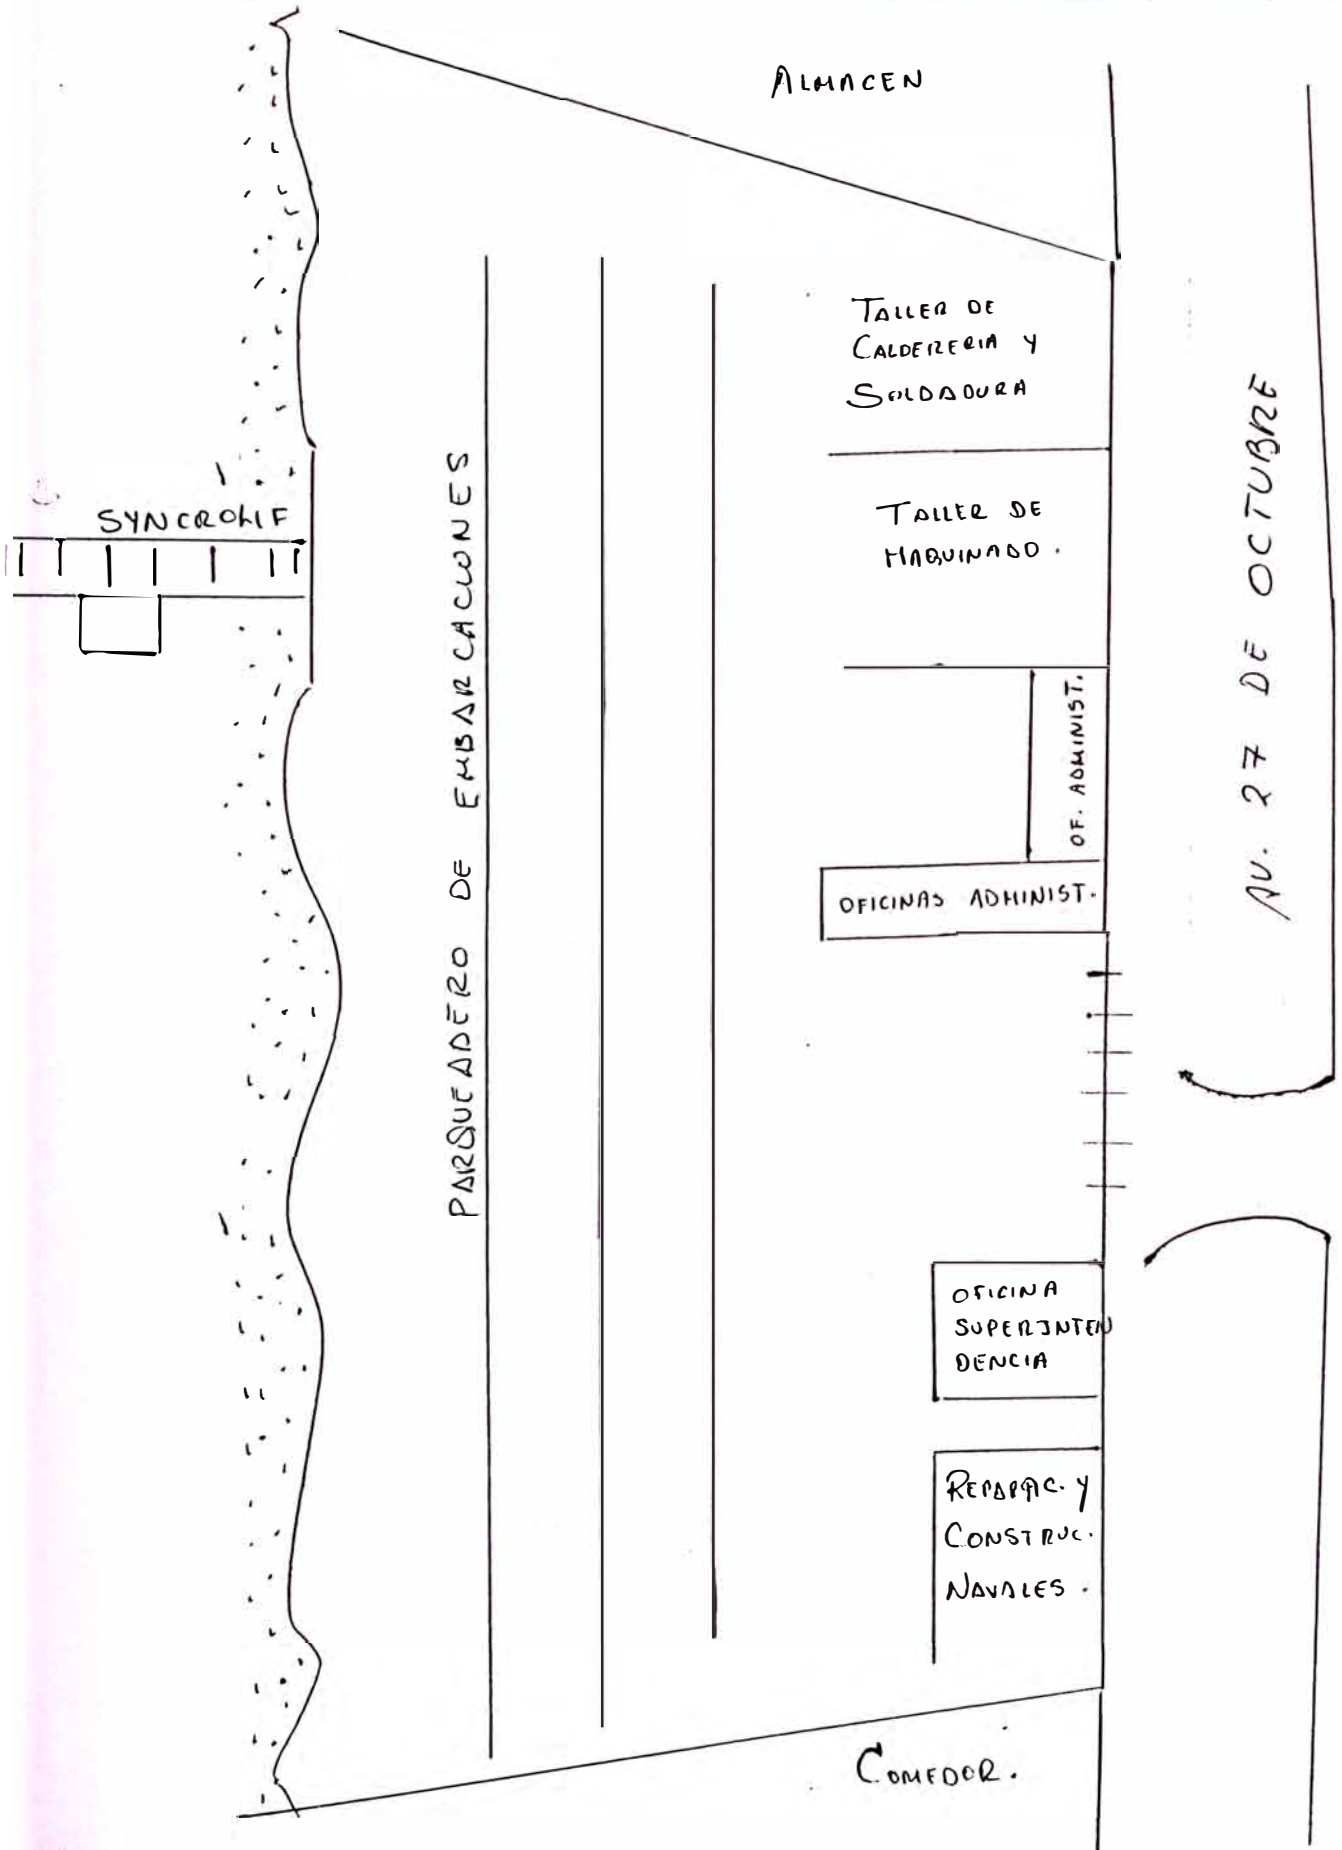 ALMACEN
TALLER DE
CALDERERIA Y
SOLDADURA
SYNCROLIF
TALLER DE
MAQUINADO.
PARQUEADERO DE EMBARCACIONES
OF. ADMINIST.
OFICINAS ADMINIST.
AV. 27 DE OCTUBRE
OFICINA
SUPERINTEN
DENCIA
REPARAC. Y
CONSTRUC.
NAVALES.
COMEDOR.